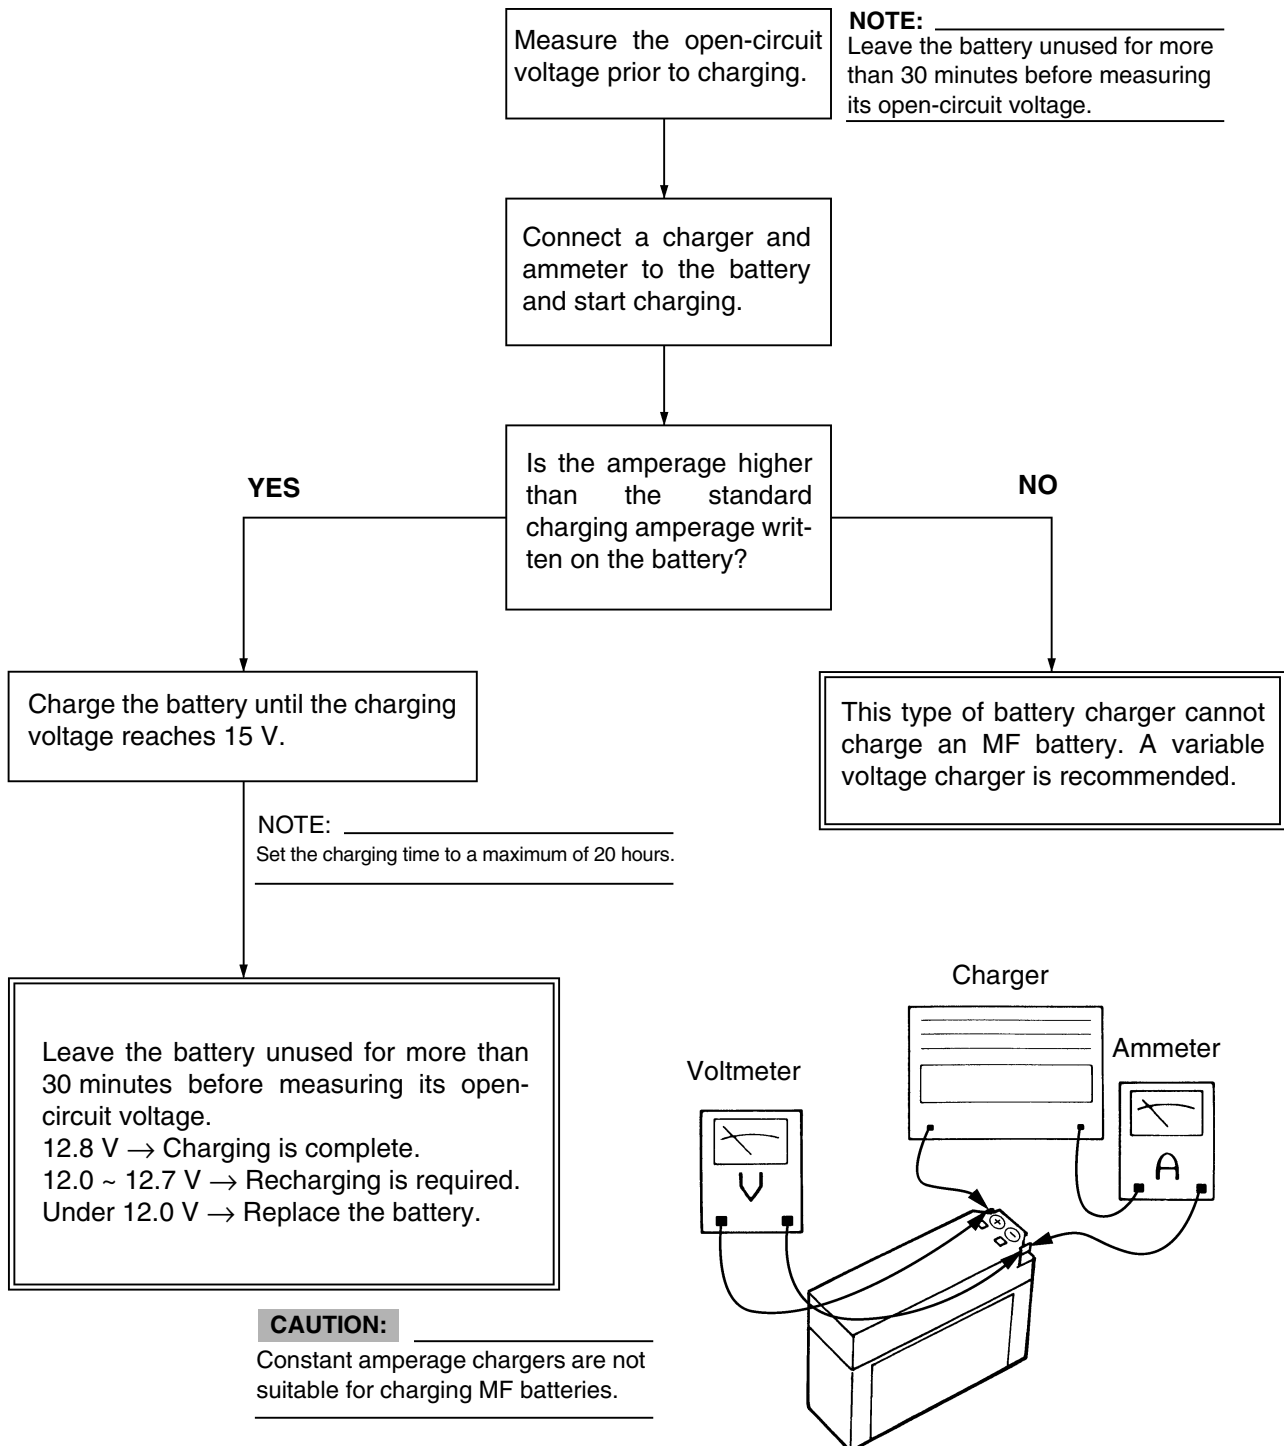 Measure the open-circuit
voltage prior to charging.
NOTE:
Leave the battery unused for more
than 30 minutes before measuring
its open-circuit voltage.
Connect a charger and
ammeter to the battery
and start charging.
Is the amperage higher
than the standard
charging amperage writ-
ten on the battery?
YES
NO
Charge the battery until the charging
voltage reaches 15 V.
This type of battery charger cannot
charge an MF battery. A variable
voltage charger is recommended.
NOTE:
Set the charging time to a maximum of 20 hours.
Leave the battery unused for more than
30 minutes before measuring its open-
circuit voltage.
12.8 V → Charging is complete.
12.0 ~ 12.7 V → Recharging is required.
Under 12.0 V → Replace the battery.
Charger
Ammeter
Voltmeter
V
A
+
−
CAUTION:
Constant amperage chargers are not
suitable for charging MF batteries.